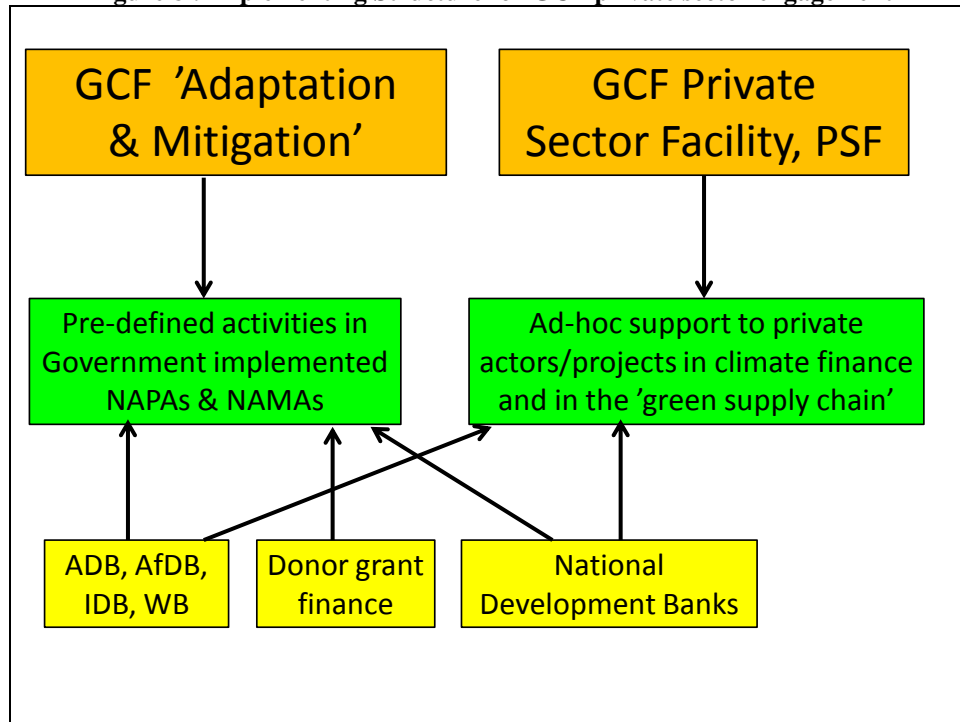 GCF ’Adaptation
& Mitigation’
GCF Private
Sector Facility, PSF
Pre-defined activities in
Government implemented
NAPAs & NAMAs
Ad-hoc support to private
actors/projects in climate finance
and in the ’green supply chain’
ADB, AfDB,
IDB, WB
Donor grant
finance
National
Development Banks